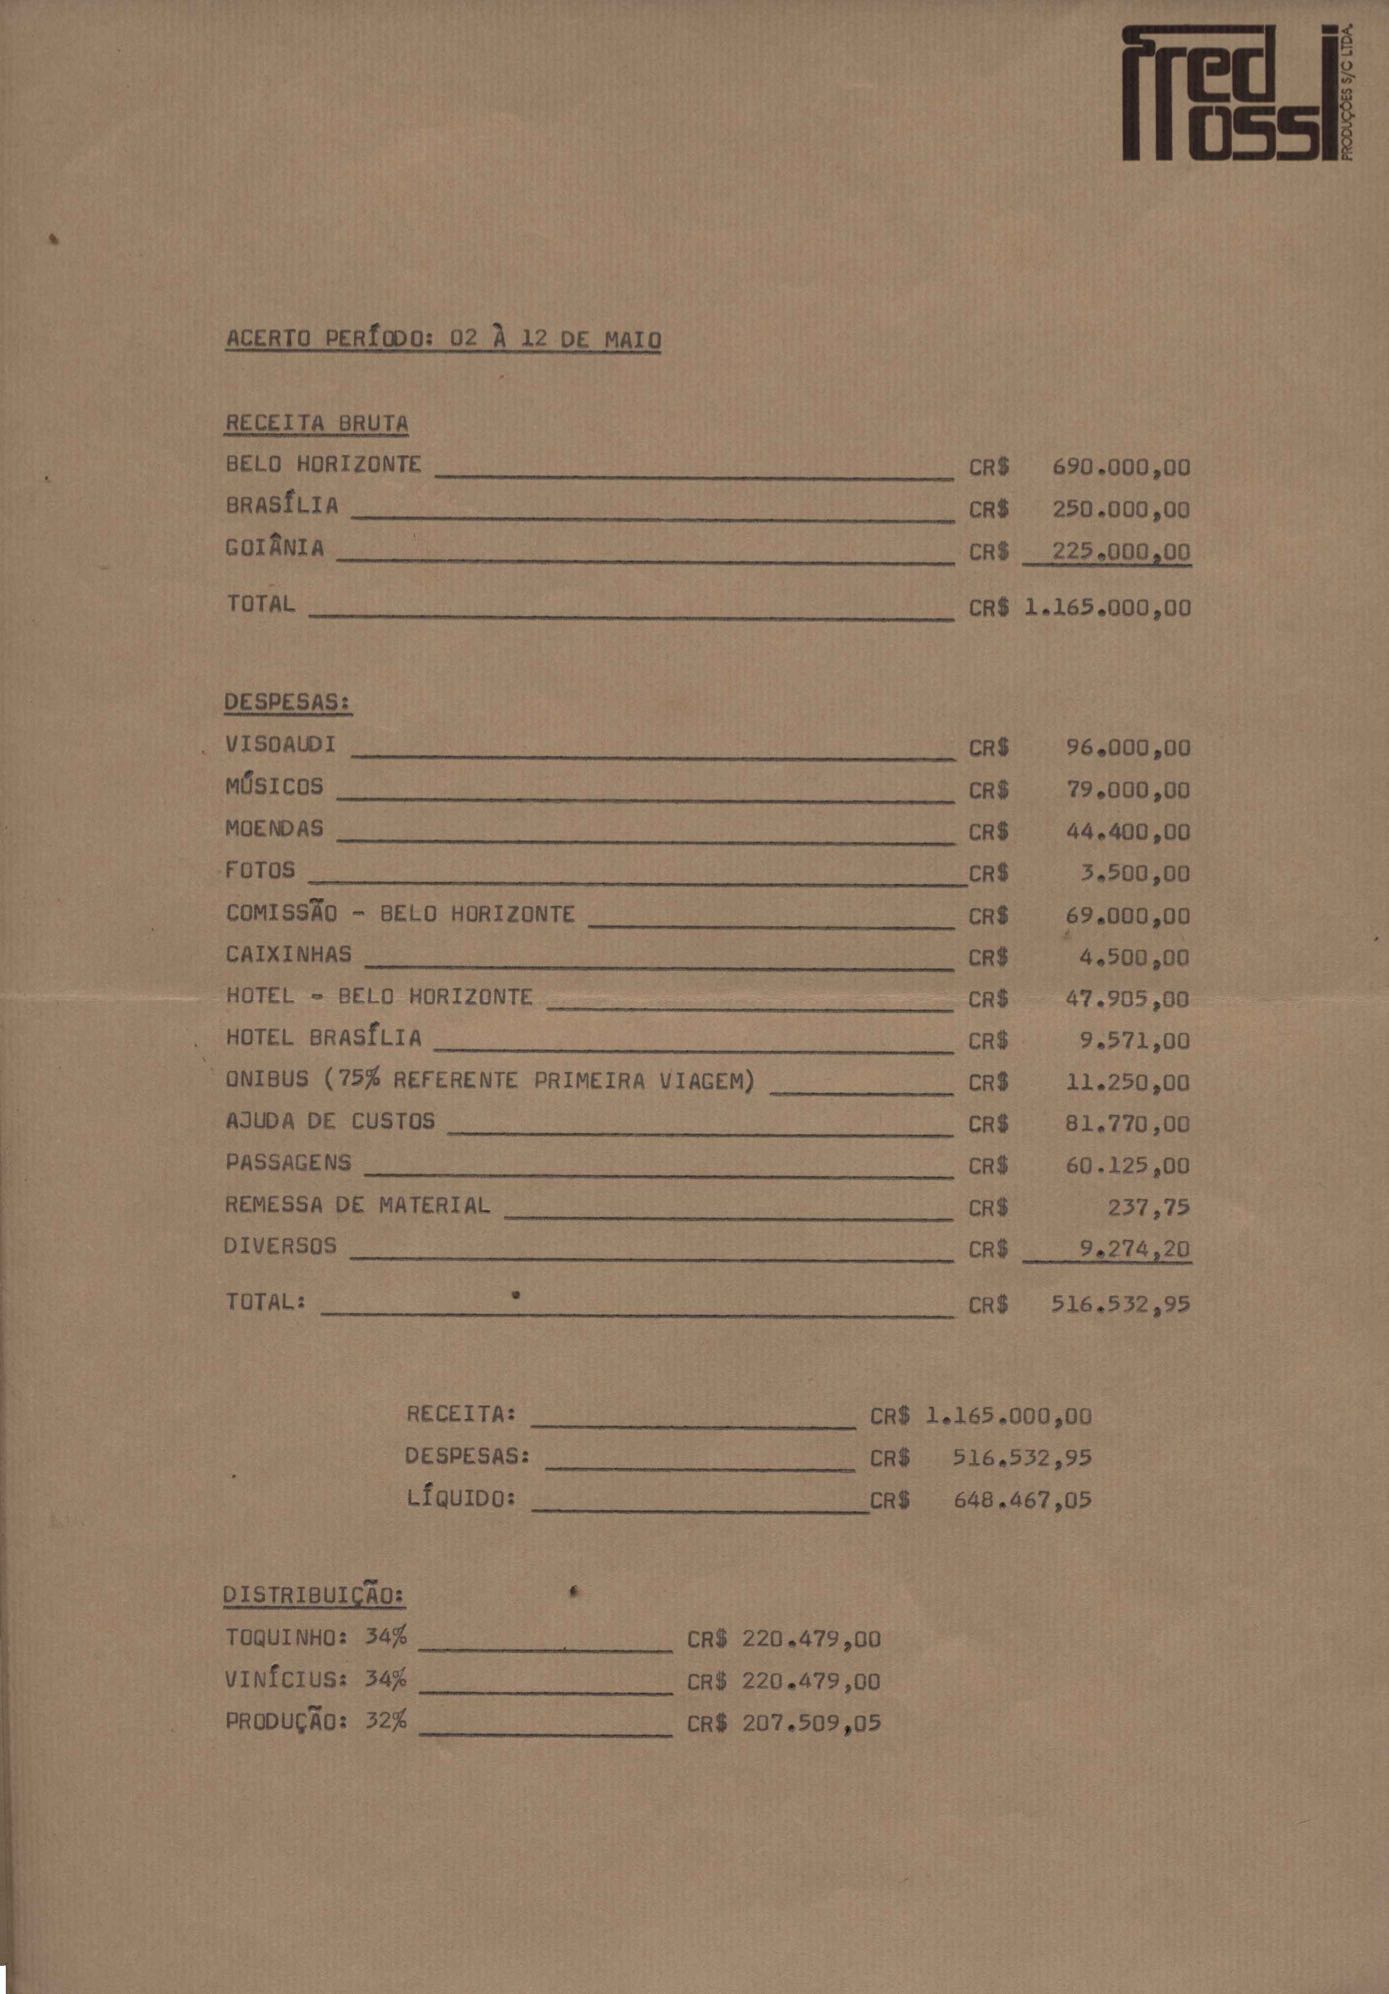 fred rossi
PRODUÇÕES S/C LTDA.
ACERTO PERÍODO: 02 À 12 DE MAIO
RECEITA BRUTA
BELO HORIZONTE CR$ 690.000,00
BRASÍLIA CR$ 250.000,00
GOIÂNIA CR$ 225.000,00
TOTAL CR$ 1.165.000,00
DESPESAS:
VISOAUDI CR$ 96.000,00
MÚSICOS CR$ 79.000,00
MOENDAS CR$ 44.400,00
FOTOS CR$ 3.500,00
COMISSÃO - BELO HORIZONTE CR$ 69.000,00
CAIXINHAS CR$ 4.500,00
HOTEL - BELO HORIZONTE CR$ 47.905,00
HOTEL BRASÍLIA CR$ 9.571,00
ONIBUS (75% REFERENTE PRIMEIRA VIAGEM) CR$ 11.250,00
AJUDA DE CUSTOS CR$ 81.770,00
PASSAGENS CR$ 60.125,00
REMESSA DE MATERIAL CR$ 237,75
DIVERSOS CR$ 9.274,20
TOTAL: CR$ 516.532,95
RECEITA: CR$ 1.165.000,00
DESPESAS: CR$ 516.532,95
LÍQUIDO: CR$ 648.467,05
DISTRIBUIÇÃO:
TOQUINHO: 34% CR$ 220.479,00
VINÍCIUS: 34% CR$ 220.479,00
PRODUÇÃO: 32% CR$ 207.509,05